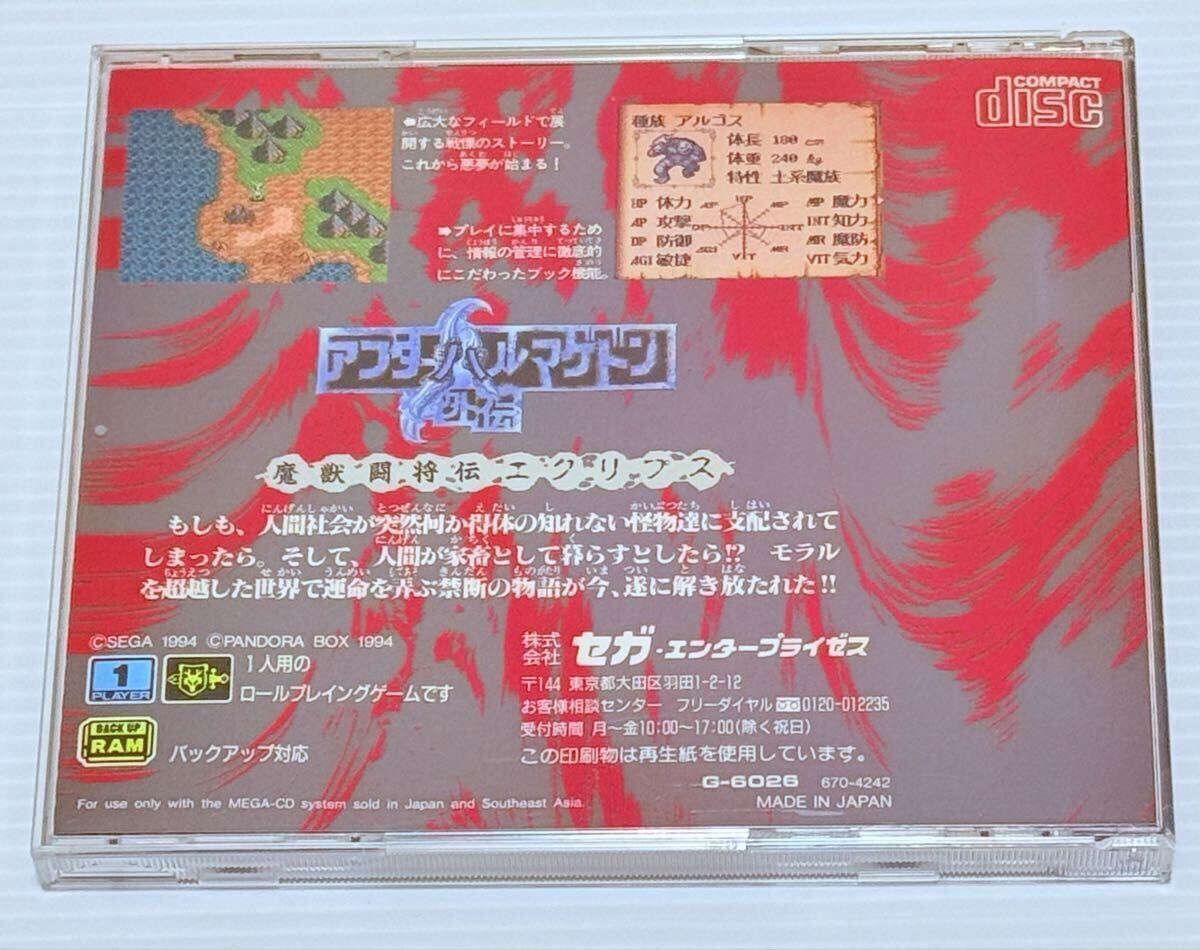 COMPACT
disc
←広大なフィールドで展
開する戦慄のストーリー。
これから悪夢が始まる!
種族 アルゴス
体長 180 cm
体重 240 kg
特性 土系魔族
HP 体力
AP 攻撃
DP 防御
AGI 敏捷
HP
MP
INT
MR
VIT
AGI
DP
AP
MP 魔力
INT 知力
MR 魔防
VIT 気力
➡プレイに集中するため
に、情報の管理に徹底的
にこだわったブック機能。
アフターハルマゲドン
外伝
魔獣闘将伝エクリプス
もしも、人間社会が突然何か得体の知れない怪物達に支配されて
しまったら。そして、人間が家畜として暮らすとしたら!? モラル
を超越した世界で運命を弄ぶ禁断の物語が今、遂に解き放たれた!!
©SEGA 1994 ©PANDORA BOX 1994
1
PLAYER
1人用の
ロールプレイングゲームです
BACK UP
RAM
バックアップ対応
株式
会社
セガ・エンタープライゼス
〒144 東京都大田区羽田1-2-12
お客様相談センター フリーダイヤル 0120-012235
受付時間 月〜金10:00〜17:00(除く祝日)
この印刷物は再生紙を使用しています。
G-6026 670-4242
MADE IN JAPAN
For use only with the MEGA-CD system sold in Japan and Southeast Asia.